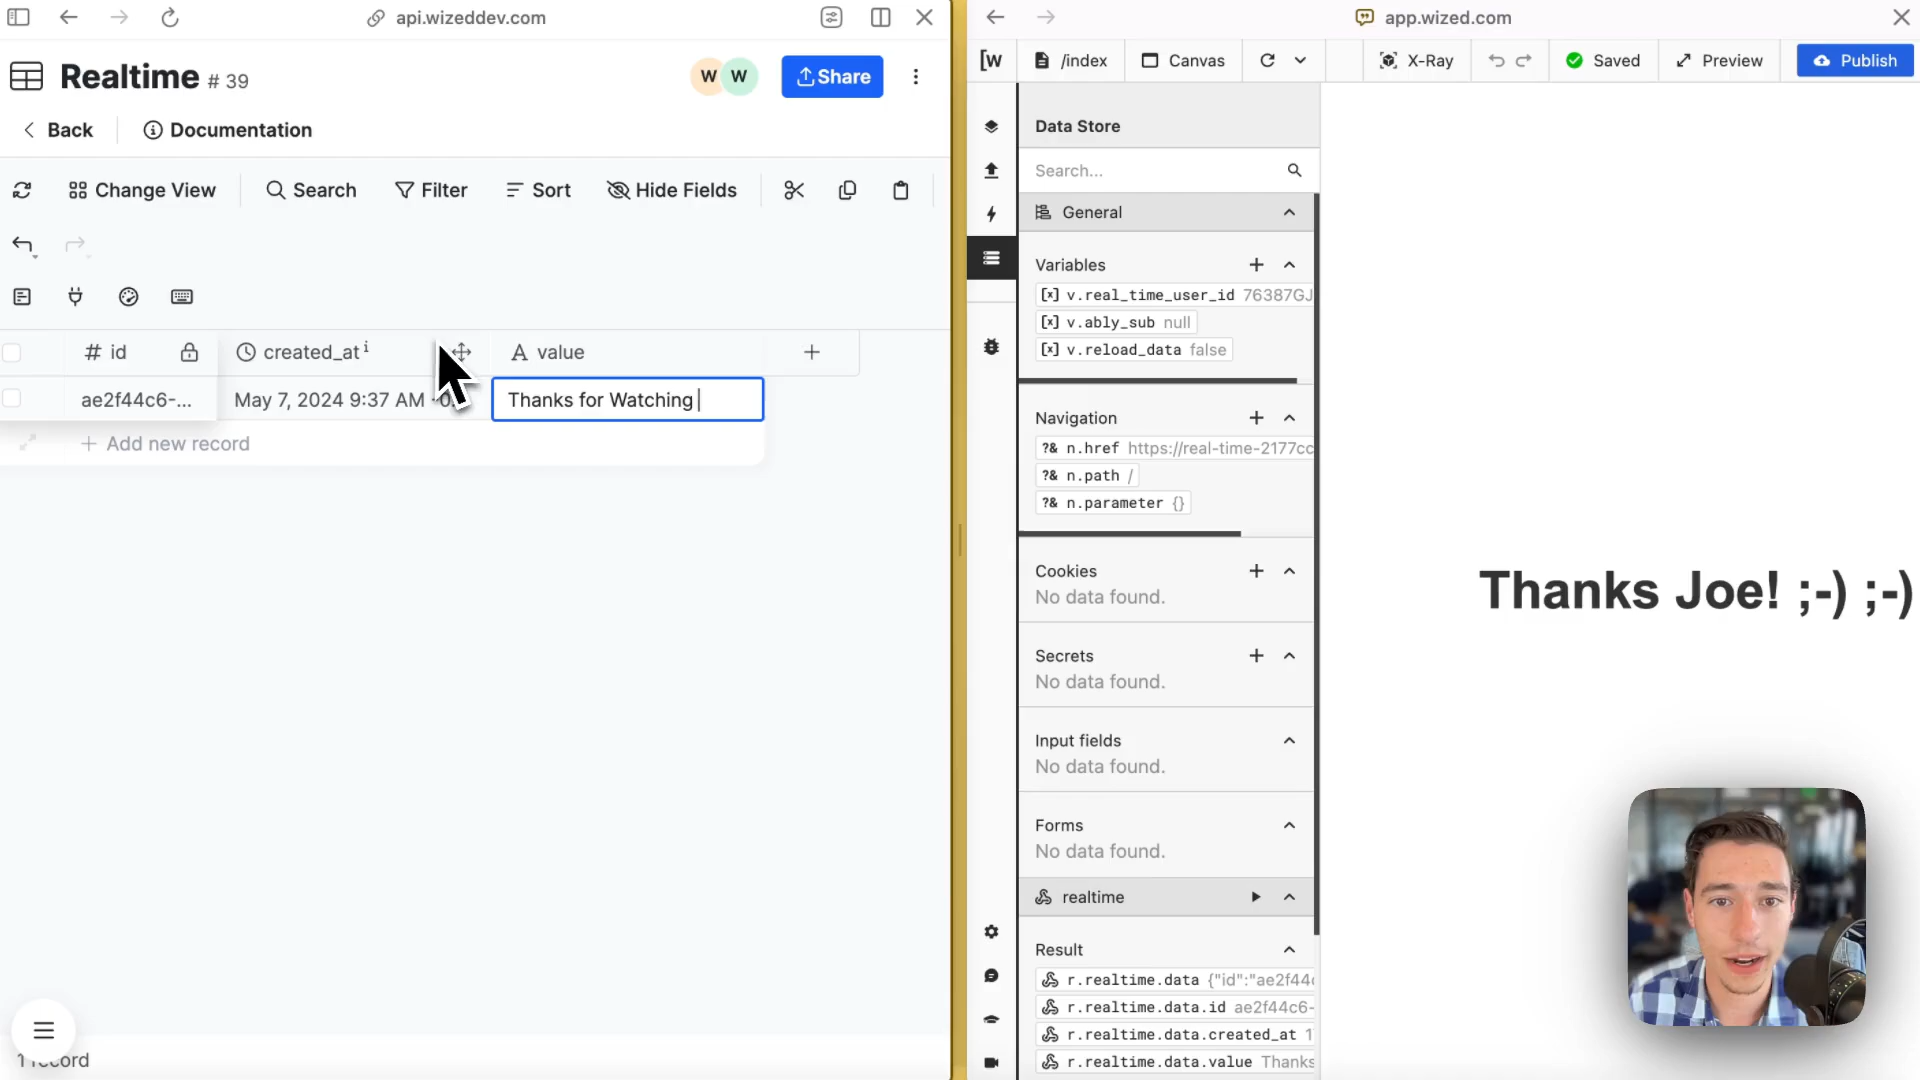 api.wizeddev.com
Realtime # 39
W W
Share
Back
Documentation
Change View
Search
Filter
Sort
Hide Fields
# id
created_at i
A value
ae2f44c6-...
May 7, 2024 9:37 AM
Thanks for Watching
Add new record
1 record
app.wized.com
[W
/index
Canvas
X-Ray
Saved
Preview
Publish
Data Store
Search...
General
Variables
[x] v.real_time_user_id 76387GJ
[x] v.ably_sub null
[x] v.reload_data false
Navigation
?& n.href https://real-time-2177cc
?& n.path /
?& n.parameter {}
Cookies
No data found.
Secrets
No data found.
Input fields
No data found.
Forms
No data found.
realtime
Result
r.realtime.data {"id":"ae2f44c
r.realtime.data.id ae2f44c6-
r.realtime.data.created_at 1
r.realtime.data.value Thanks
Thanks Joe! ;-) ;-)